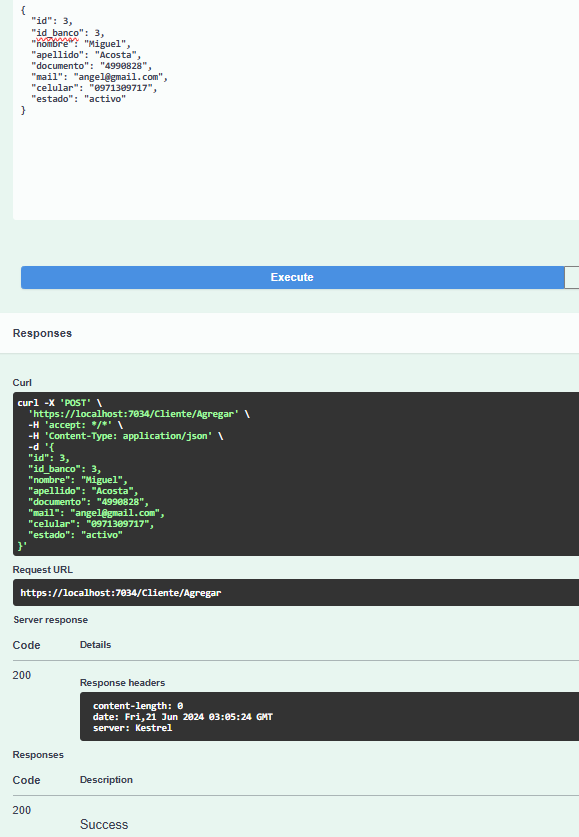 {
"id": 3,
"id_banco": 3,
"nombre": "Miguel",
"apellido": "Acosta",
"documento": "4990828",
"mail": "angel@gmail.com",
"celular": "0971309717",
"estado": "activo"
}
Execute
Responses
Curl
curl -X 'POST' \
'https://localhost:7034/Cliente/Agregar' \
-H 'accept: */*' \
-H 'Content-Type: application/json' \
-d '{
"id": 3,
"id_banco": 3,
"nombre": "Miguel",
"apellido": "Acosta",
"documento": "4990828",
"mail": "angel@gmail.com",
"celular": "0971309717",
"estado": "activo"
}'
Request URL
https://localhost:7034/Cliente/Agregar
Server response
Code Details
200
Response headers
content-length: 0
date: Fri,21 Jun 2024 03:05:24 GMT
server: Kestrel
Responses
Code Description
200
Success